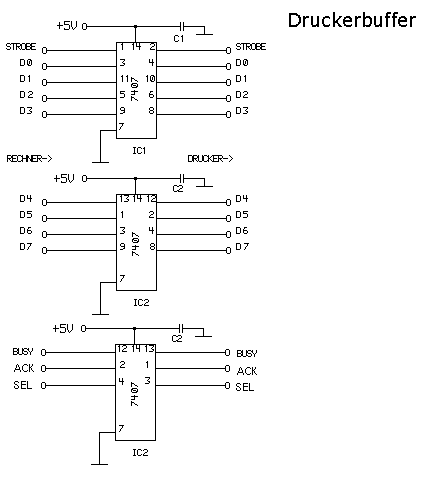 Druckerbuffer
+5V
C1
STROBE 1 14 2 STROBE
D0 3 4 D0
D1 11 10 D1
D2 5 6 D2
D3 9 8 D3
7407
7
IC1
RECHNER-> DRUCKER->
+5V
C2
D4 13 14 12 D4
D5 1 2 D5
D6 3 4 D6
D7 9 8 D7
7407
7
IC2
+5V
C2
BUSY 12 14 13 BUSY
ACK 2 1 ACK
SEL 4 3 SEL
7407
7
IC2